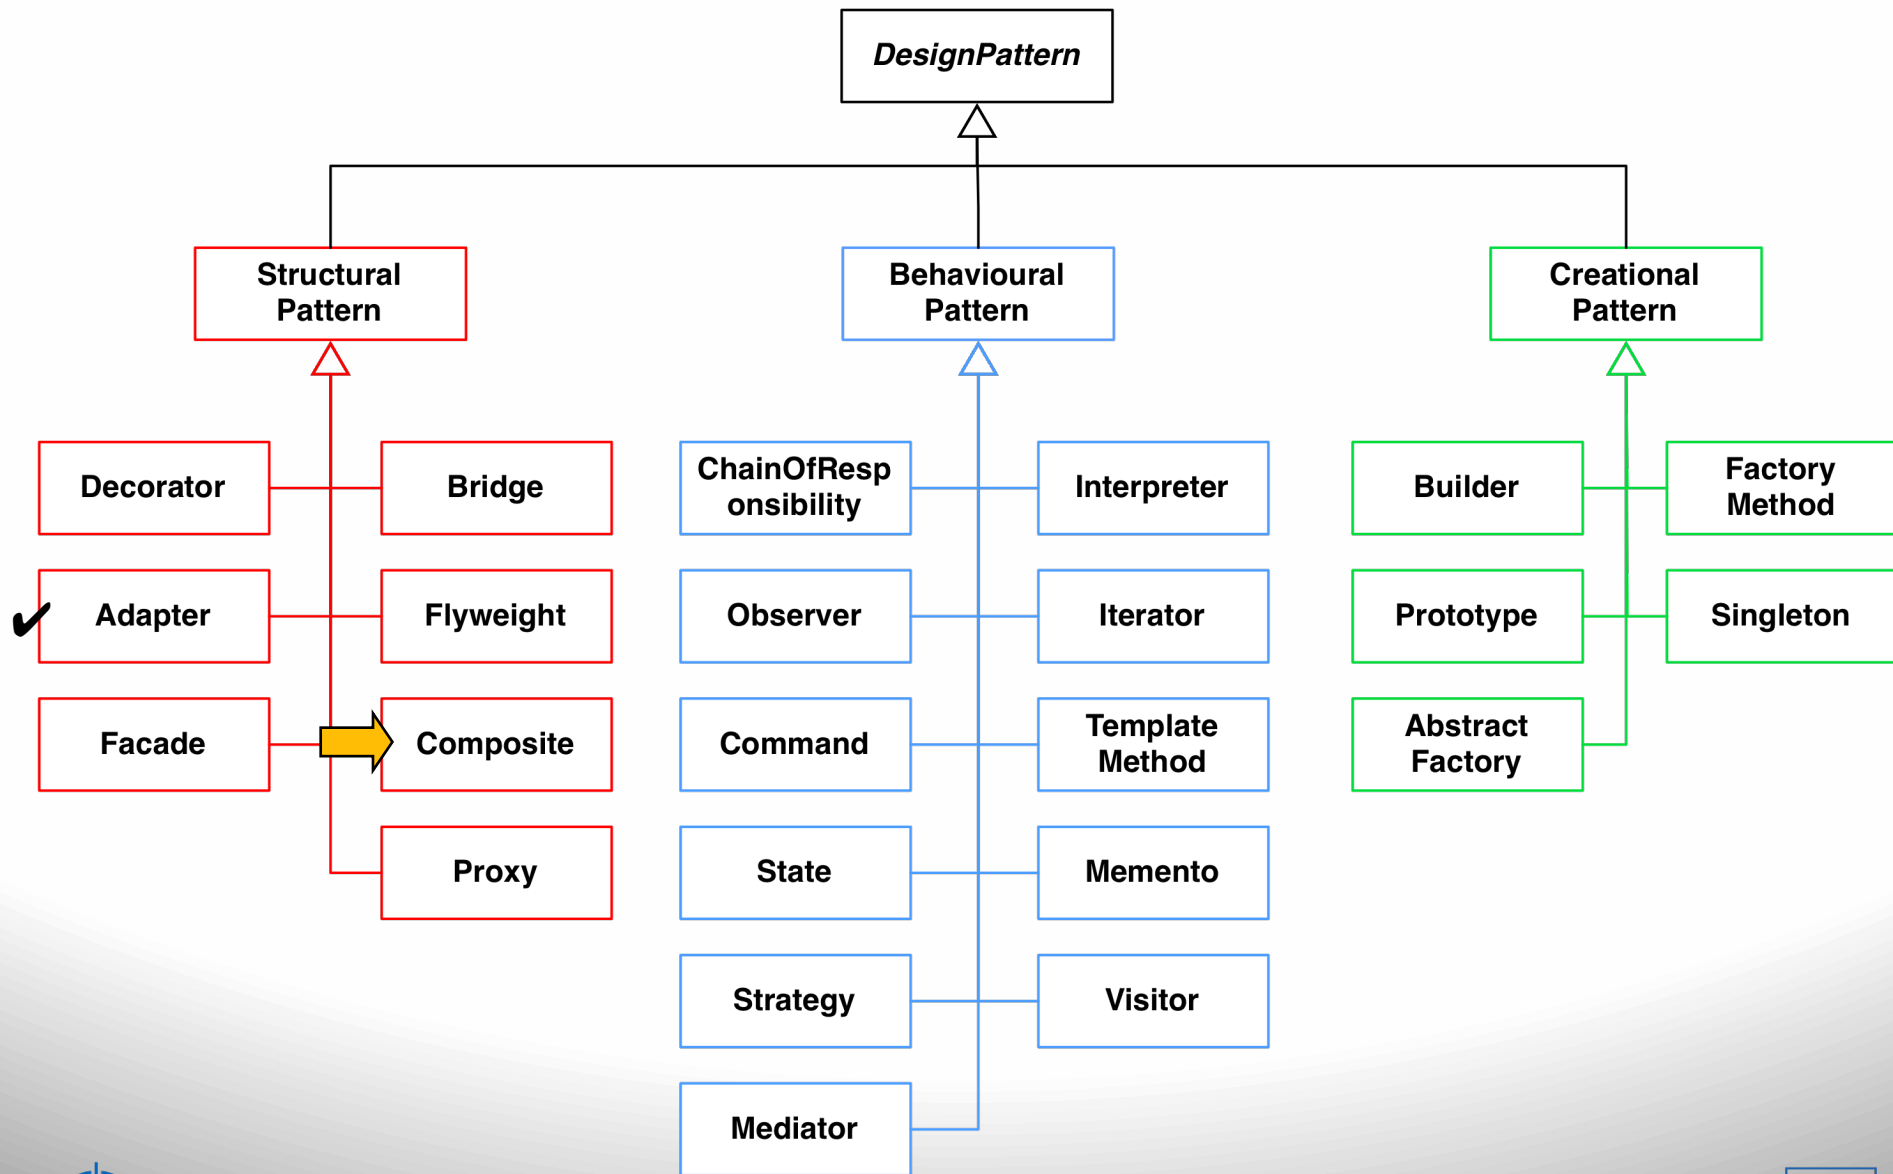 DesignPattern
Structural
Pattern
Behavioural
Pattern
Creational
Pattern
Decorator
Bridge
ChainOfResp
onsibility
Interpreter
Builder
Factory
Method
Adapter
Flyweight
Observer
Iterator
Prototype
Singleton
Facade
Composite
Command
Template
Method
Abstract
Factory
Proxy
State
Memento
Strategy
Visitor
Mediator